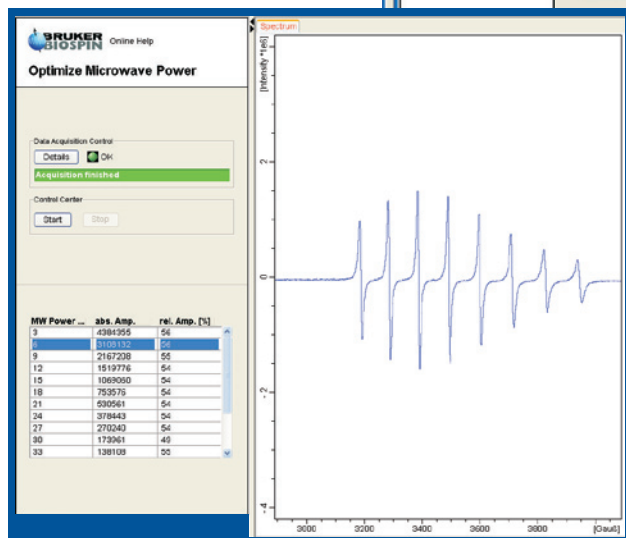 BRUKER
BIOSPIN
Online Help
Optimize Microwave Power
Data Acquisition Control
Details
OK
Acquisition finished
Control Center
Start
Stop
MW Power ... abs. Amp. rel. Amp. [%]
3 4384355 56
6 3108132 56
9 2167208 55
12 1519776 54
15 1069060 54
18 753576 54
21 530561 54
24 378443 54
27 270240 54
30 173961 49
33 138109 55
Spectrum
[Intensity *1e6]
2
0
-2
-4
3000 3200 3400 3600 3800 [Gauß]